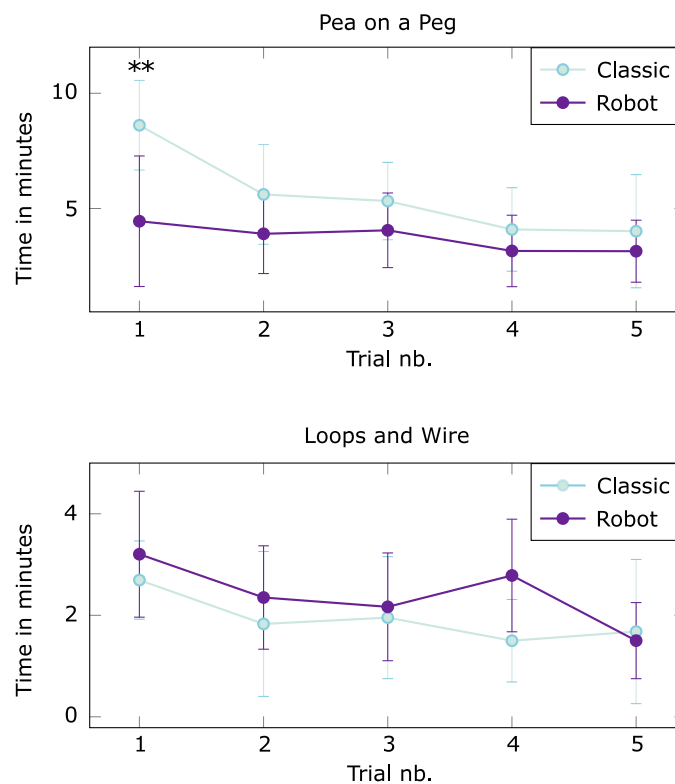 Pea on a Peg
**
Classic
Robot
10
5
Time in minutes
1 2 3 4 5
Trial nb.
Loops and Wire
Classic
Robot
4
2
0
Time in minutes
1 2 3 4 5
Trial nb.